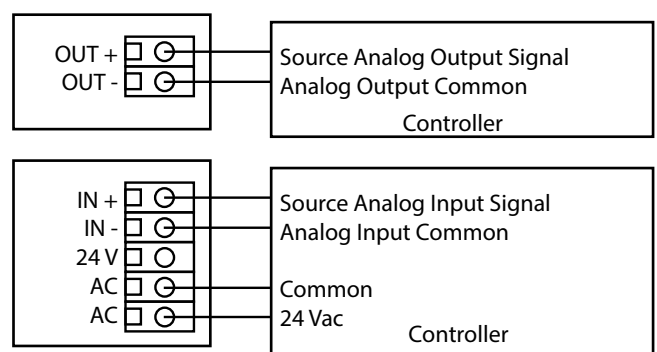 OUT +
Source Analog Output Signal
OUT -
Analog Output Common
Controller
IN +
Source Analog Input Signal
IN -
Analog Input Common
24 V
AC
Common
AC
24 Vac
Controller